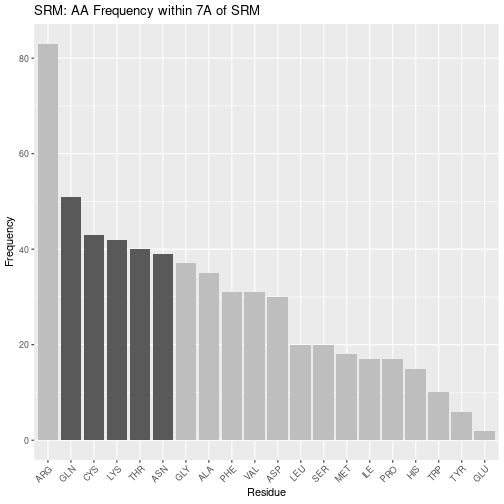 SRM: AA Frequency within 7A of SRM
Frequency
80
60
40
20
0
ARG GLN CYS LYS THR ASN GLY ALA PHE VAL ASP LEU SER MET ILE PRO HIS TRP TYR GLU
Residue